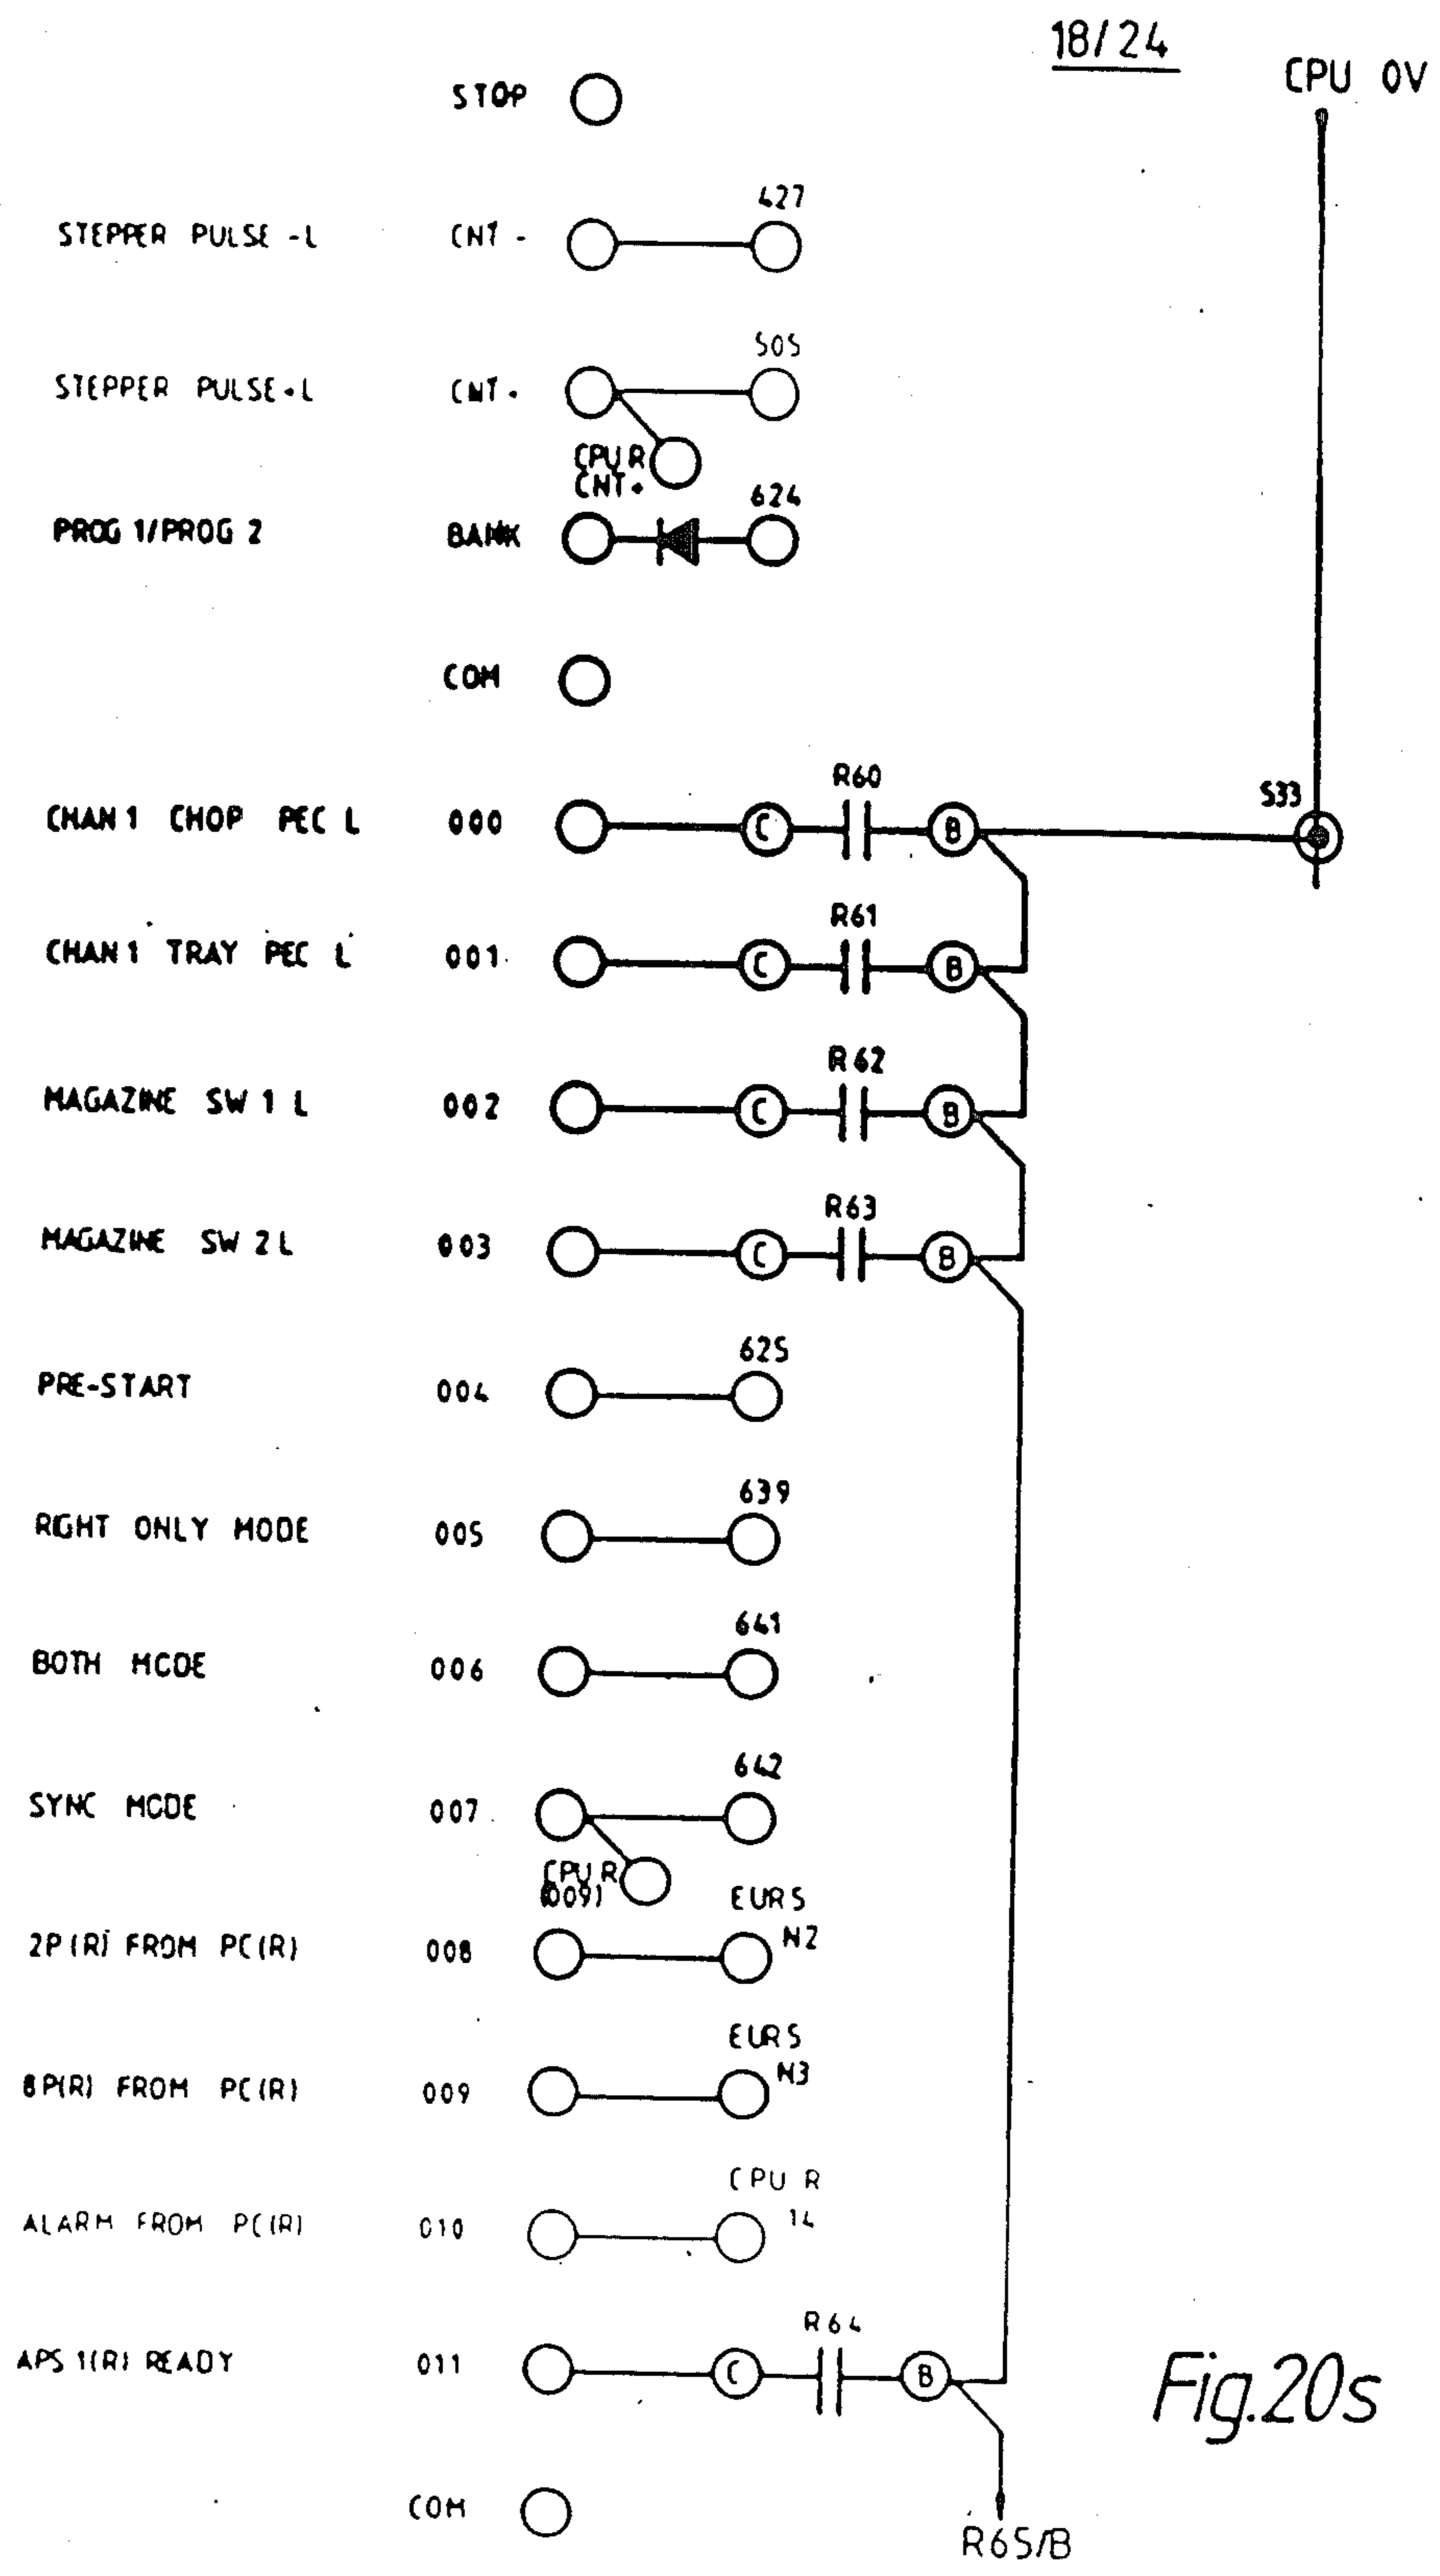 18/24
CPU 0V
STOP
427
STEPPER PULSE -L CNT -
505
STEPPER PULSE+L CNT+
CPU R
CNT+
624
PROG 1/PROG 2 BANK
COM
R60
533
CHAN 1 CHOP PEC L 000 C B
R61
CHAN 1 TRAY PEC L 001 C B
R62
MAGAZINE SW 1 L 002 C B
R63
MAGAZINE SW 2 L 003 C B
625
PRE-START 004
639
RIGHT ONLY MODE 005
641
BOTH MODE 006
642
SYNC MODE 007
CPU R
(009)
EUR5
N2
2P(R) FROM PC(R) 008
EUR5
N3
8P(R) FROM PC(R) 009
CPU R
14
ALARM FROM PC(R) 010
R64
APS 1(R) READY 011 C B
COM
R65/B
Fig.20s